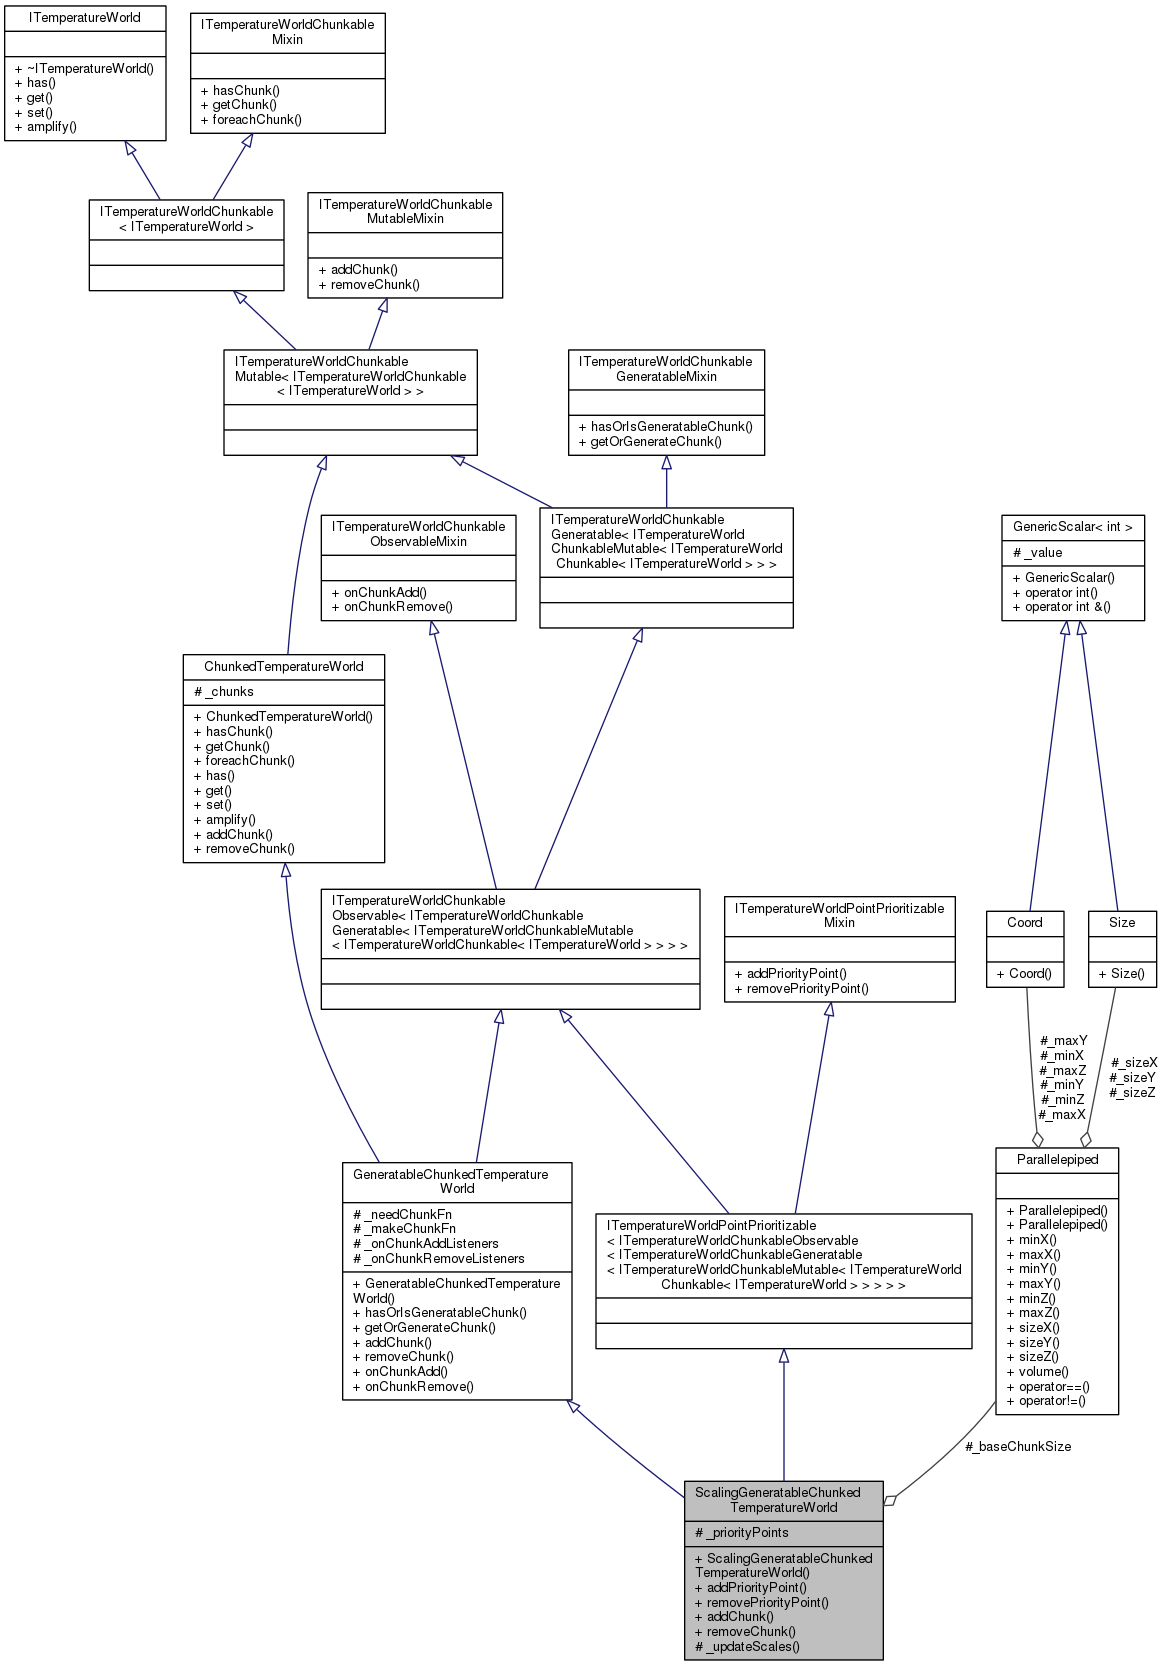 ITemperatureWorld
+ ~ITemperatureWorld()
+ has()
+ get()
+ set()
+ amplify()
ITemperatureWorldChunkable
Mixin
+ hasChunk()
+ getChunk()
+ foreachChunk()
ITemperatureWorldChunkable
< ITemperatureWorld >
ITemperatureWorldChunkable
MutableMixin
+ addChunk()
+ removeChunk()
ITemperatureWorldChunkable
Mutable< ITemperatureWorldChunkable
< ITemperatureWorld > >
ITemperatureWorldChunkable
GeneratableMixin
+ hasOrIsGeneratableChunk()
+ getOrGenerateChunk()
ITemperatureWorldChunkable
ObservableMixin
+ onChunkAdd()
+ onChunkRemove()
ITemperatureWorldChunkable
Generatable< ITemperatureWorld
ChunkableMutable< ITemperatureWorld
Chunkable< ITemperatureWorld > > >
GenericScalar< int >
# _value
+ GenericScalar()
+ operator int()
+ operator int &()
ChunkedTemperatureWorld
# _chunks
+ ChunkedTemperatureWorld()
+ hasChunk()
+ getChunk()
+ foreachChunk()
+ has()
+ get()
+ set()
+ amplify()
+ addChunk()
+ removeChunk()
ITemperatureWorldChunkable
Observable< ITemperatureWorldChunkable
Generatable< ITemperatureWorldChunkableMutable
< ITemperatureWorldChunkable< ITemperatureWorld > > > >
ITemperatureWorldPointPrioritizable
Mixin
+ addPriorityPoint()
+ removePriorityPoint()
Coord
+ Coord()
Size
+ Size()
#_maxY
#_minX
#_maxZ
#_minY
#_minZ
#_maxX
#_sizeX
#_sizeY
#_sizeZ
GeneratableChunkedTemperature
World
# _needChunkFn
# _makeChunkFn
# _onChunkAddListeners
# _onChunkRemoveListeners
+ GeneratableChunkedTemperature
World()
+ hasOrIsGeneratableChunk()
+ getOrGenerateChunk()
+ addChunk()
+ removeChunk()
+ onChunkAdd()
+ onChunkRemove()
ITemperatureWorldPointPrioritizable
< ITemperatureWorldChunkableObservable
< ITemperatureWorldChunkableGeneratable
< ITemperatureWorldChunkableMutable< ITemperatureWorld
Chunkable< ITemperatureWorld > > > > >
Parallelepiped
+ Parallelepiped()
+ Parallelepiped()
+ minX()
+ maxX()
+ minY()
+ maxY()
+ minZ()
+ maxZ()
+ sizeX()
+ sizeY()
+ sizeZ()
+ volume()
+ operator==()
+ operator!=()
#_baseChunkSize
ScalingGeneratableChunked
TemperatureWorld
# _priorityPoints
+ ScalingGeneratableChunked
TemperatureWorld()
+ addPriorityPoint()
+ removePriorityPoint()
+ addChunk()
+ removeChunk()
# _updateScales()